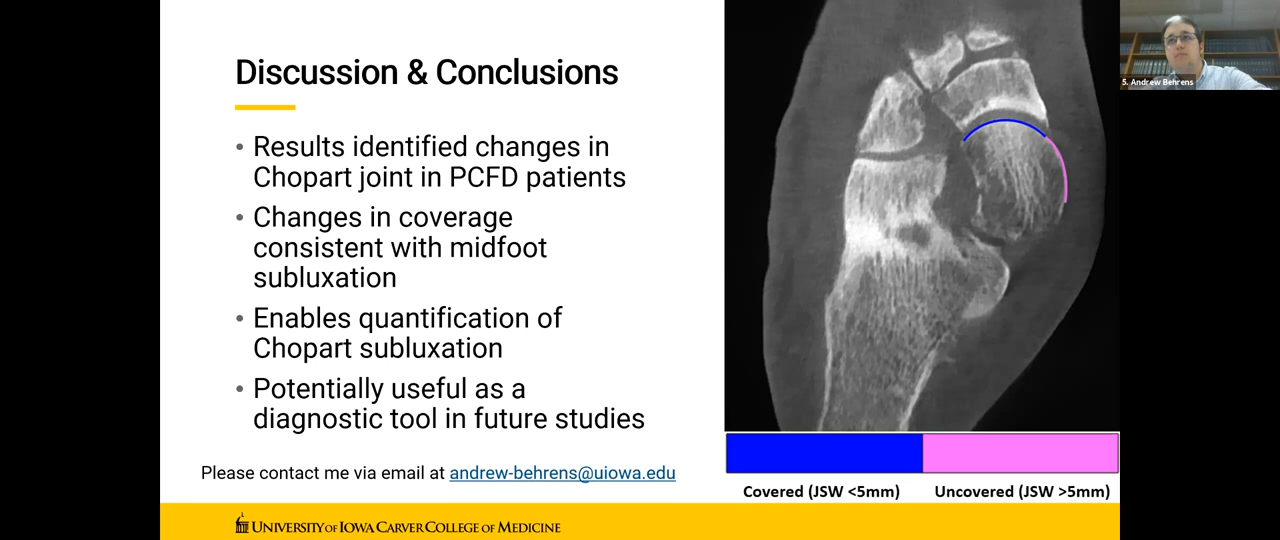 Discussion & Conclusions
• Results identified changes in
Chopart joint in PCFD patients
• Changes in coverage
consistent with midfoot
subluxation
• Enables quantification of
Chopart subluxation
• Potentially useful as a
diagnostic tool in future studies
Please contact me via email at andrew-behrens@uiowa.edu
UNIVERSITY OF IOWA CARVER COLLEGE OF MEDICINE
Covered (JSW <5mm) Uncovered (JSW >5mm)
5. Andrew Behrens